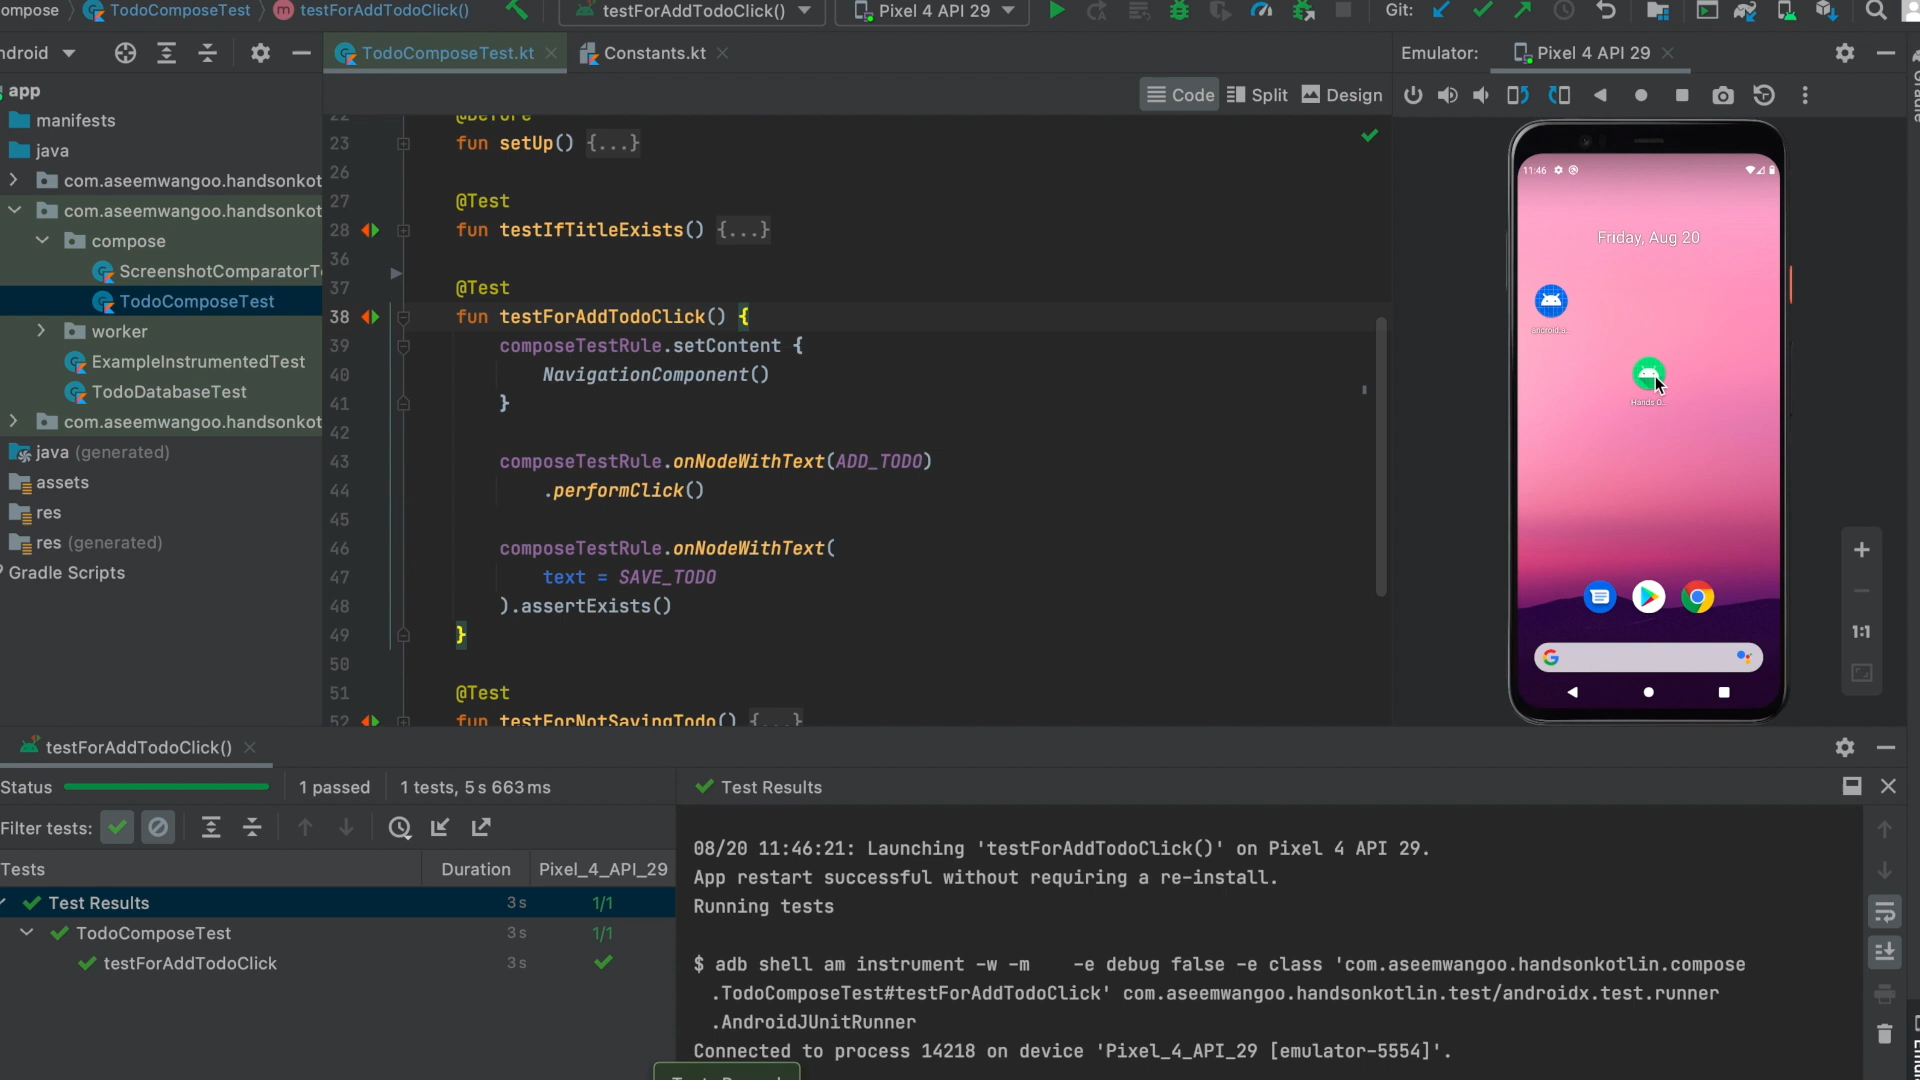 ompose TodoComposeTest testForAddTodoClick() testForAddTodoClick() Pixel 4 API 29 Git:
ndroid TodoComposeTest.kt Constants.kt Emulator: Pixel 4 API 29
Code Split Design
app
manifests
java
com.aseemwangoo.handsonkot
com.aseemwangoo.handsonkot
compose
ScreenshotComparatorT
TodoComposeTest
worker
ExampleInstrumentedTest
TodoDatabaseTest
com.aseemwangoo.handsonkot
java (generated)
assets
res
res (generated)
Gradle Scripts
22 @Before
23 fun setUp() {...}
26
27 @Test
28 fun testIfTitleExists() {...}
36
37 @Test
38 fun testForAddTodoClick() {
39 composeTestRule.setContent {
40 NavigationComponent()
41 }
42
43 composeTestRule.onNodeWithText(ADD_TODO)
44 .performClick()
45
46 composeTestRule.onNodeWithText(
47 text = SAVE_TODO
48 ).assertExists()
49 }
50
51 @Test
52 fun testForNotSavingTodo() {...}
11:46
Friday, Aug 20
android.a...
Hands O...
1:1
testForAddTodoClick()
Status 1 passed 1 tests, 5 s 663 ms
Filter tests:
Tests Duration Pixel_4_API_29
Test Results 3 s 1/1
TodoComposeTest 3 s 1/1
testForAddTodoClick 3 s
Test Results
08/20 11:46:21: Launching 'testForAddTodoClick()' on Pixel 4 API 29.
App restart successful without requiring a re-install.
Running tests
$ adb shell am instrument -w -m    -e debug false -e class 'com.aseemwangoo.handsonkotlin.compose
.TodoComposeTest#testForAddTodoClick' com.aseemwangoo.handsonkotlin.test/androidx.test.runner
.AndroidJUnitRunner
Connected to process 14218 on device 'Pixel_4_API_29 [emulator-5554]'.